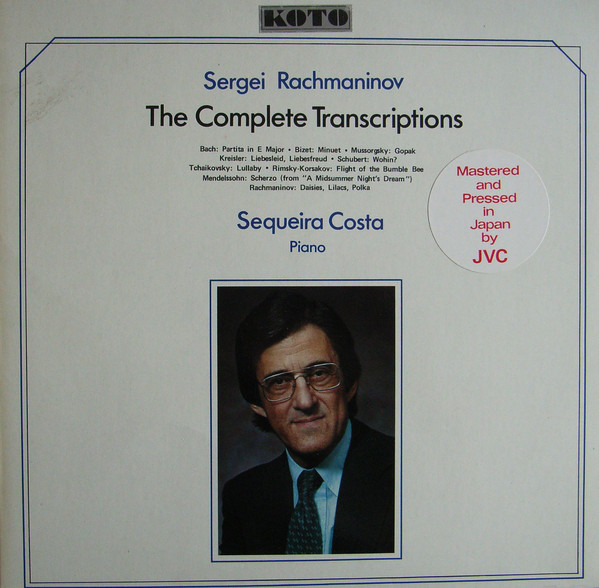 KOTO
Sergei Rachmaninov
The Complete Transcriptions
Bach: Partita in E Major • Bizet: Minuet • Mussorgsky: Gopak
Kreisler: Liebesleid, Liebesfreud • Schubert: Wohin?
Tchaikovsky: Lullaby • Rimsky-Korsakov: Flight of the Bumble Bee
Mendelssohn: Scherzo (from "A Midsummer Night's Dream")
Rachmaninov: Daisies, Lilacs, Polka
Sequeira Costa
Piano
Mastered
and
Pressed
in
Japan
by
JVC